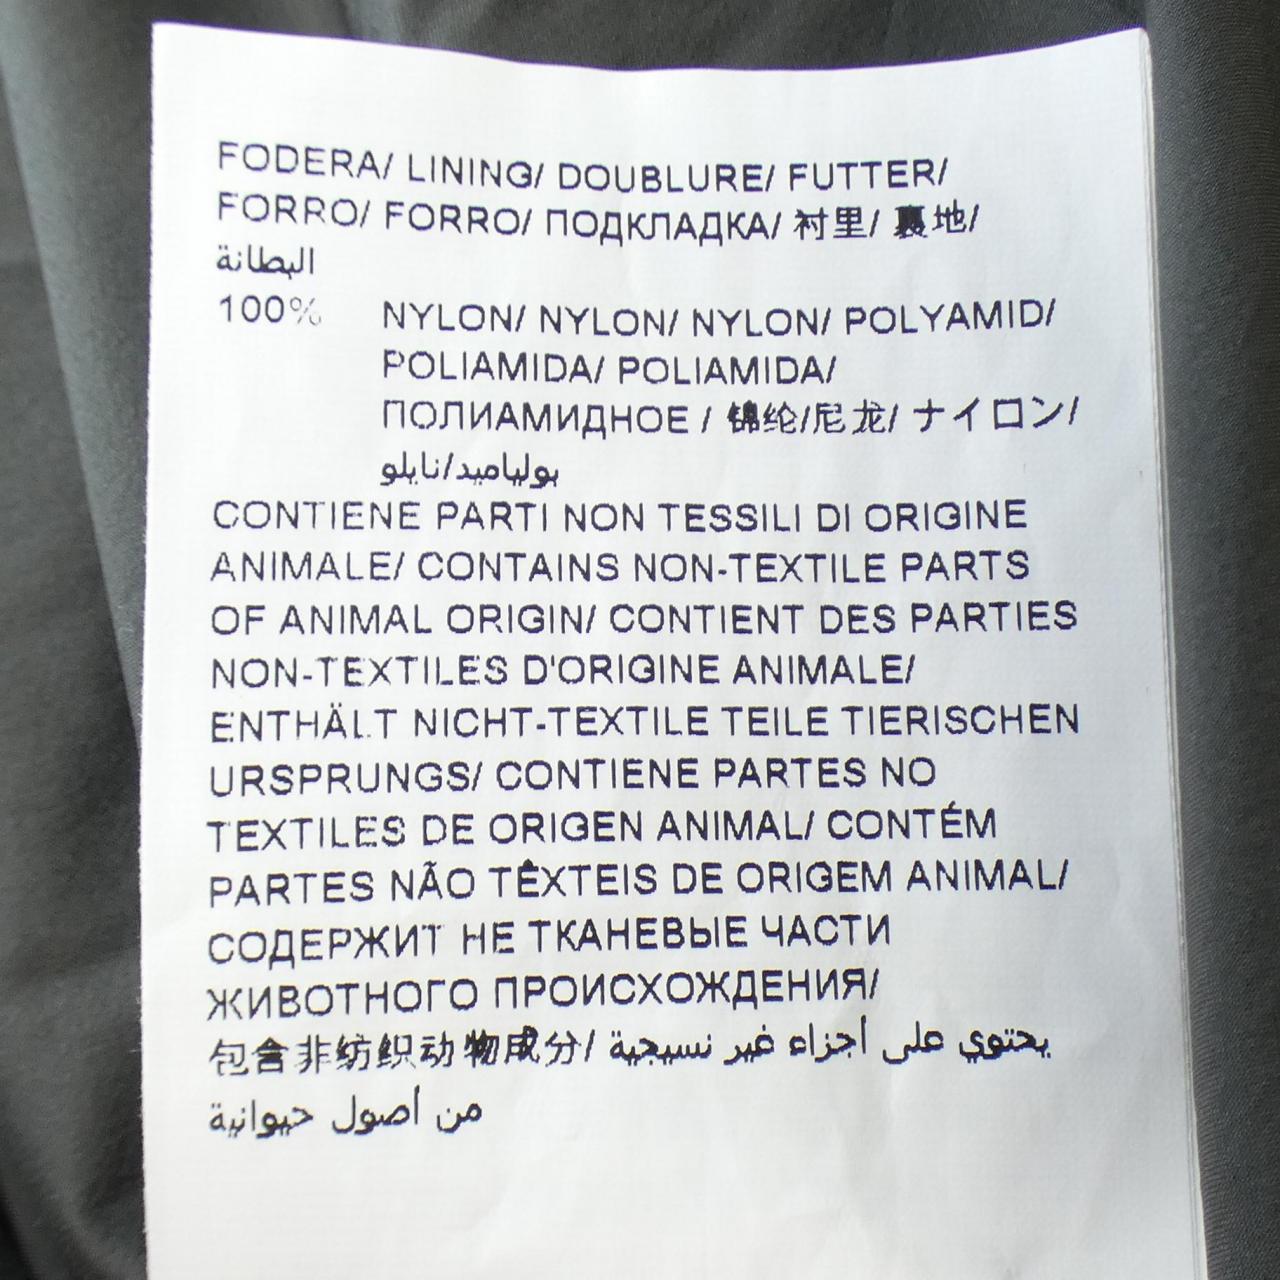 FODERA/ LINING/ DOUBLURE/ FUTTER/
FORRO/ FORRO/ ПОДКЛАДКА/ 衬里/ 裏地/
البطانة
100% NYLON/ NYLON/ NYLON/ POLYAMID/
POLIAMIDA/ POLIAMIDA/
ПОЛИАМИДНОЕ / 锦纶/尼龙/ ナイロン/
بولياميد/نايلو
CONTIENE PARTI NON TESSILI DI ORIGINE
ANIMALE/ CONTAINS NON-TEXTILE PARTS
OF ANIMAL ORIGIN/ CONTIENT DES PARTIES
NON-TEXTILES D'ORIGINE ANIMALE/
ENTHÄLT NICHT-TEXTILE TEILE TIERISCHEN
URSPRUNGS/ CONTIENE PARTES NO
TEXTILES DE ORIGEN ANIMAL/ CONTÉM
PARTES NÃO TÊXTEIS DE ORIGEM ANIMAL/
СОДЕРЖИТ НЕ ТКАНЕВЫЕ ЧАСТИ
ЖИВОТНОГО ПРОИСХОЖДЕНИЯ/
包含非纺织动物成分/ يحتوي على أجزاء غير نسيجية
من أصول حيوانية